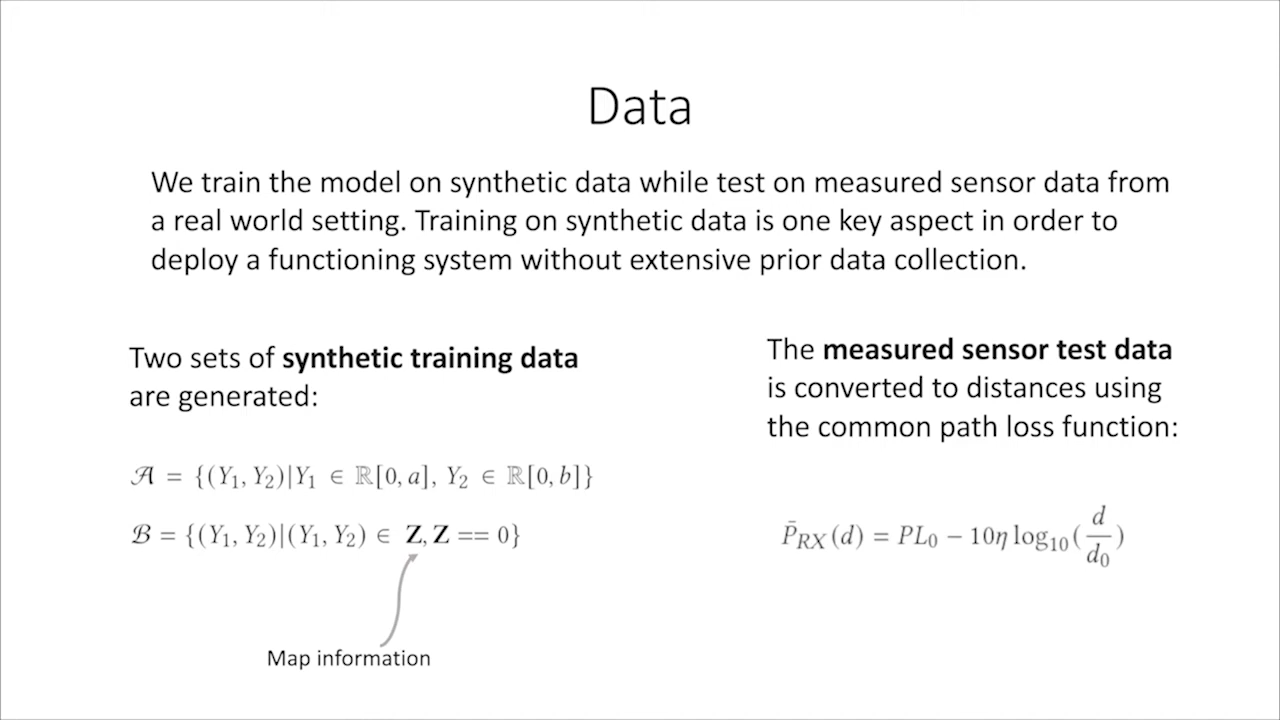 Data
We train the model on synthetic data while test on measured sensor data from
a real world setting. Training on synthetic data is one key aspect in order to
deploy a functioning system without extensive prior data collection.
Two sets of synthetic training data
are generated:
𝒜 = {(Y₁, Y₂)|Y₁ ∈ ℝ[0, a], Y₂ ∈ ℝ[0, b]}
ℬ = {(Y₁, Y₂)|(Y₁, Y₂) ∈ Z, Z == 0}
Map information
The measured sensor test data
is converted to distances using
the common path loss function:
P̄_RX(d) = PL₀ − 10η log₁₀(d/d₀)